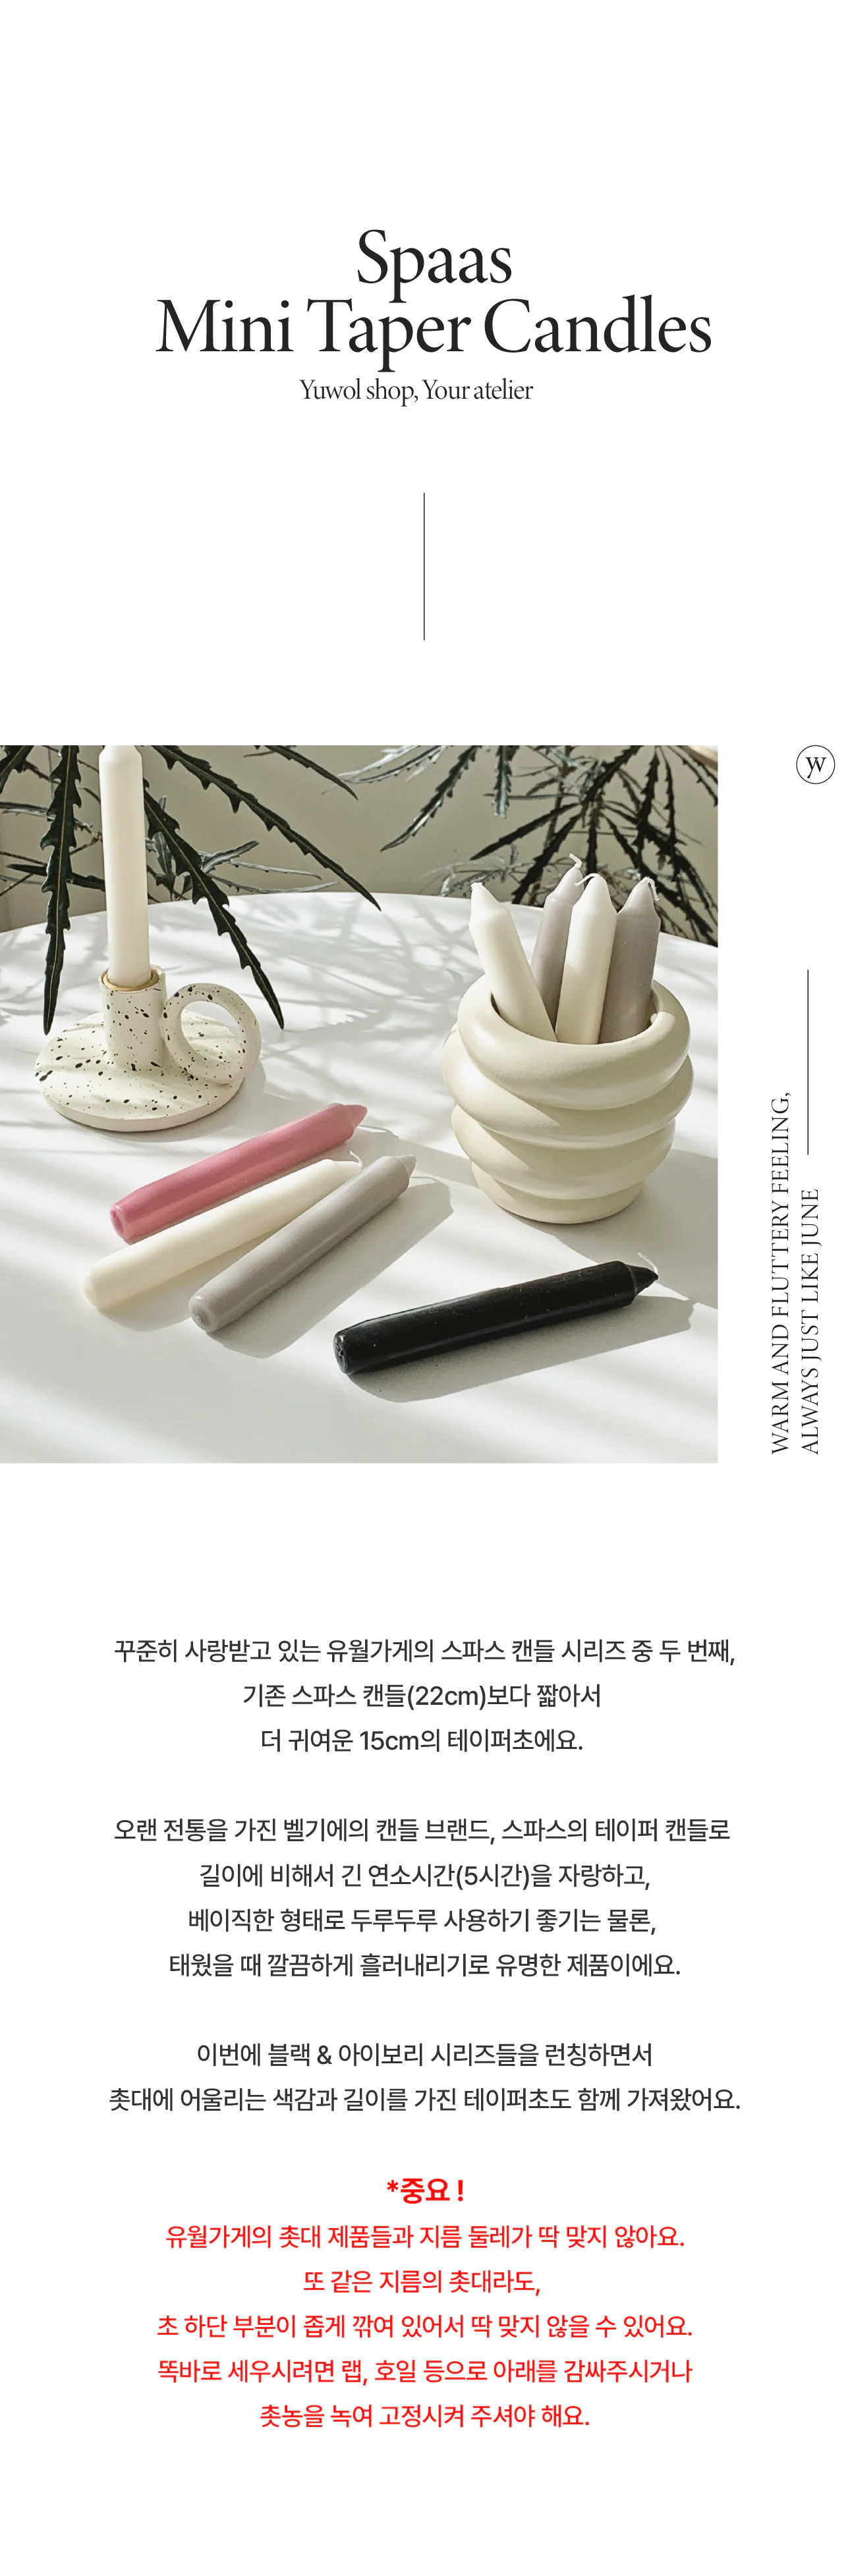 Spaas
Mini Taper Candles
Yuwol shop, Your atelier
yw
WARM AND FLUTTERY FEELING,
ALWAYS JUST LIKE JUNE
꾸준히 사랑받고 있는 유월가게의 스파스 캔들 시리즈 중 두 번째,
기존 스파스 캔들(22cm)보다 짧아서
더 귀여운 15cm의 테이퍼초에요.
오랜 전통을 가진 벨기에의 캔들 브랜드, 스파스의 테이퍼 캔들로
길이에 비해서 긴 연소시간(5시간)을 자랑하고,
베이직한 형태로 두루두루 사용하기 좋기는 물론,
태웠을 때 깔끔하게 흘러내리기로 유명한 제품이에요.
이번에 블랙 & 아이보리 시리즈들을 런칭하면서
촛대에 어울리는 색감과 길이를 가진 테이퍼초도 함께 가져왔어요.
*중요 !
유월가게의 촛대 제품들과 지름 둘레가 딱 맞지 않아요.
또 같은 지름의 촛대라도,
초 하단 부분이 좁게 깎여 있어서 딱 맞지 않을 수 있어요.
똑바로 세우시려면 랩, 호일 등으로 아래를 감싸주시거나
촛농을 녹여 고정시켜 주셔야 해요.